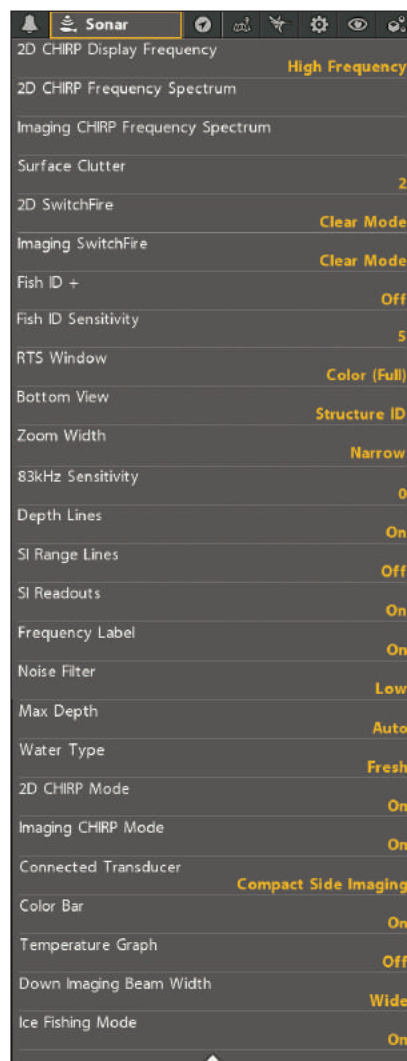 Sonar
2D CHIRP Display Frequency
High Frequency
2D CHIRP Frequency Spectrum
Imaging CHIRP Frequency Spectrum
Surface Clutter
2
2D SwitchFire
Clear Mode
Imaging SwitchFire
Clear Mode
Fish ID +
Off
Fish ID Sensitivity
5
RTS Window
Color (Full)
Bottom View
Structure ID
Zoom Width
Narrow
83kHz Sensitivity
0
Depth Lines
On
SI Range Lines
Off
SI Readouts
On
Frequency Label
On
Noise Filter
Low
Max Depth
Auto
Water Type
Fresh
2D CHIRP Mode
On
Imaging CHIRP Mode
On
Connected Transducer
Compact Side Imaging
Color Bar
On
Temperature Graph
Off
Down Imaging Beam Width
Wide
Ice Fishing Mode
On